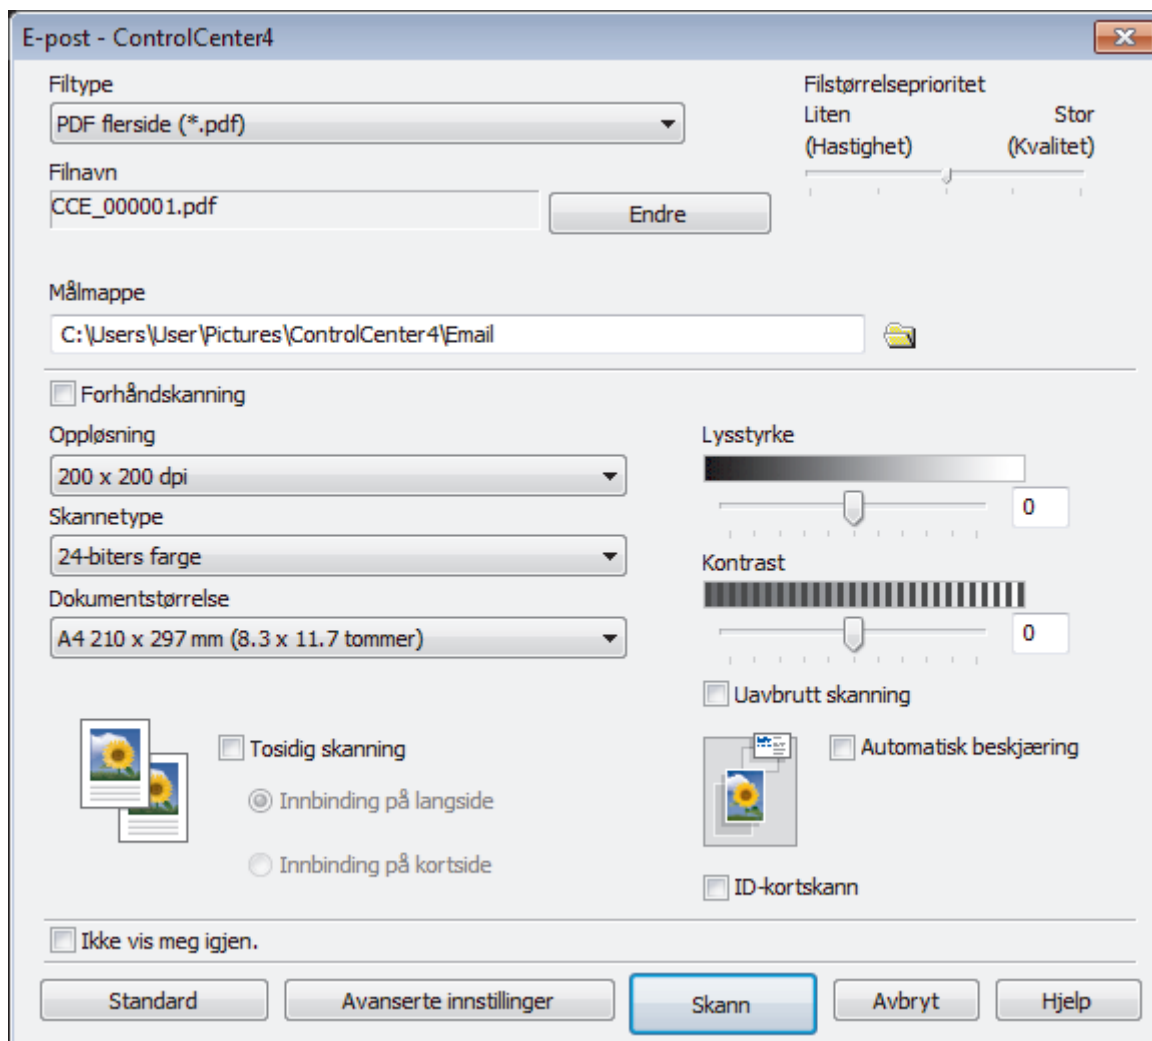 E-post - ControlCenter4
Filtype
PDF flerside (*.pdf)
Filstørrelseprioritet
Liten Stor
(Hastighet) (Kvalitet)
Filnavn
CCE_000001.pdf
Endre
Målmappe
C:\Users\User\Pictures\ControlCenter4\Email
Forhåndskanning
Oppløsning
200 x 200 dpi
Skannetype
24-biters farge
Dokumentstørrelse
A4 210 x 297 mm (8.3 x 11.7 tommer)
Lysstyrke
0
Kontrast
0
Uavbrutt skanning
Tosidig skanning
Innbinding på langside
Innbinding på kortside
Automatisk beskjæring
ID-kortskann
Ikke vis meg igjen.
Standard Avanserte innstillinger Skann Avbryt Hjelp